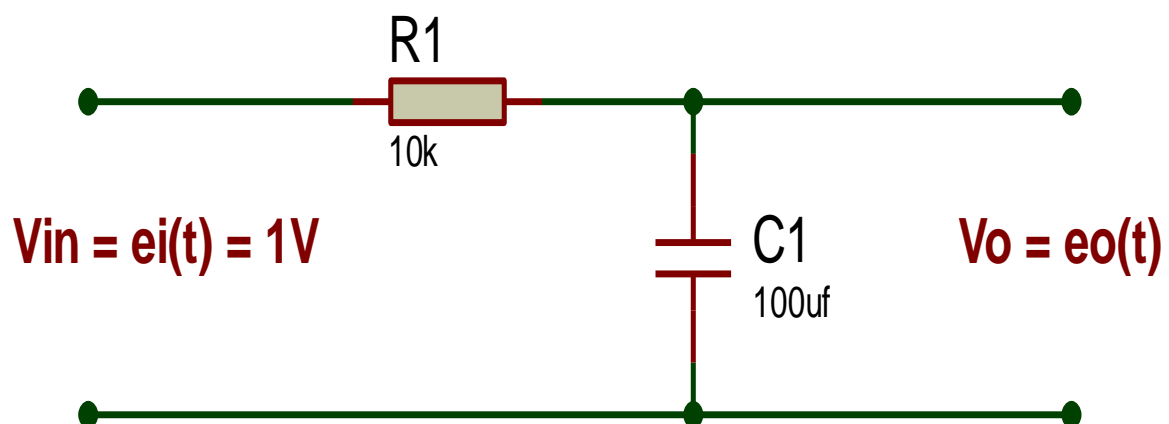 R1
10k
Vin = ei(t) = 1V
C1
100uf
Vo = eo(t)